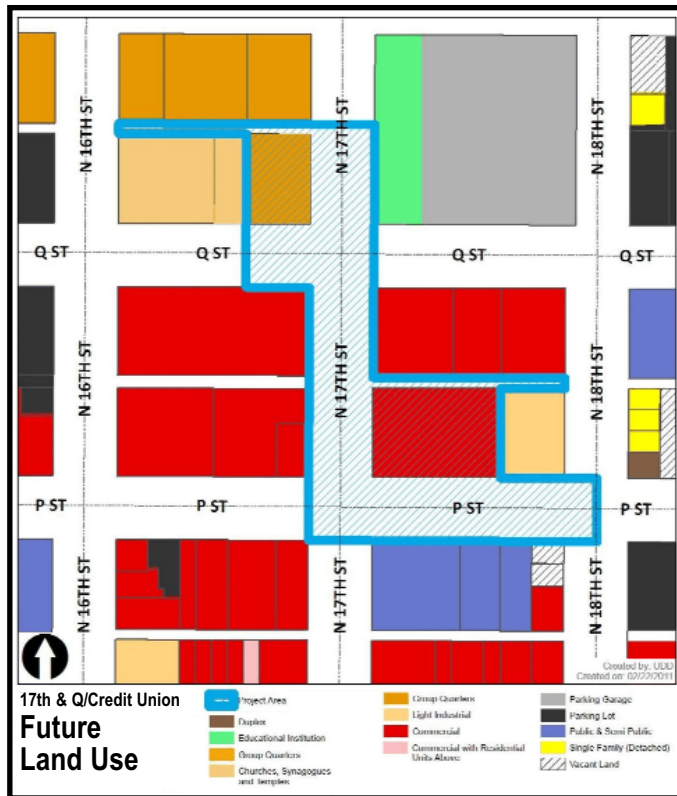 N 16TH ST
N 17TH ST
N 18TH ST
Q ST
Q ST
Q ST
Q ST
N 16TH ST
N 17TH ST
N 18TH ST
P ST
P ST
P ST
P ST
N 16TH ST
N 17TH ST
N 18TH ST
Created by: UDD
Created on: 02/22/2011
17th & Q/Credit Union
Future
Land Use
Project Area
Duplex
Educational Institution
Group Quarters
Churches, Synagogues
and Temples
Group Quarters
Light Industrial
Commercial
Commercial with Residential
Units Above
Parking Garage
Parking Lot
Public & Semi Public
Single Family (Detached)
Vacant Land